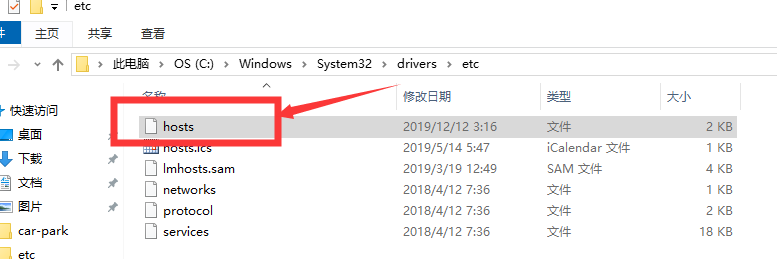 etc
主页 共享 查看
此电脑 > OS (C:) > Windows > System32 > drivers > etc
名称 修改日期 类型 大小
快速访问
桌面
下载
文档
图片
car-park
etc
hosts 2019/12/12 3:16 文件 2 KB
hosts.ics 2019/5/14 5:47 iCalendar 文件 1 KB
lmhosts.sam 2019/3/19 12:49 SAM 文件 4 KB
networks 2018/4/12 7:36 文件 1 KB
protocol 2018/4/12 7:36 文件 2 KB
services 2018/4/12 7:36 文件 18 KB